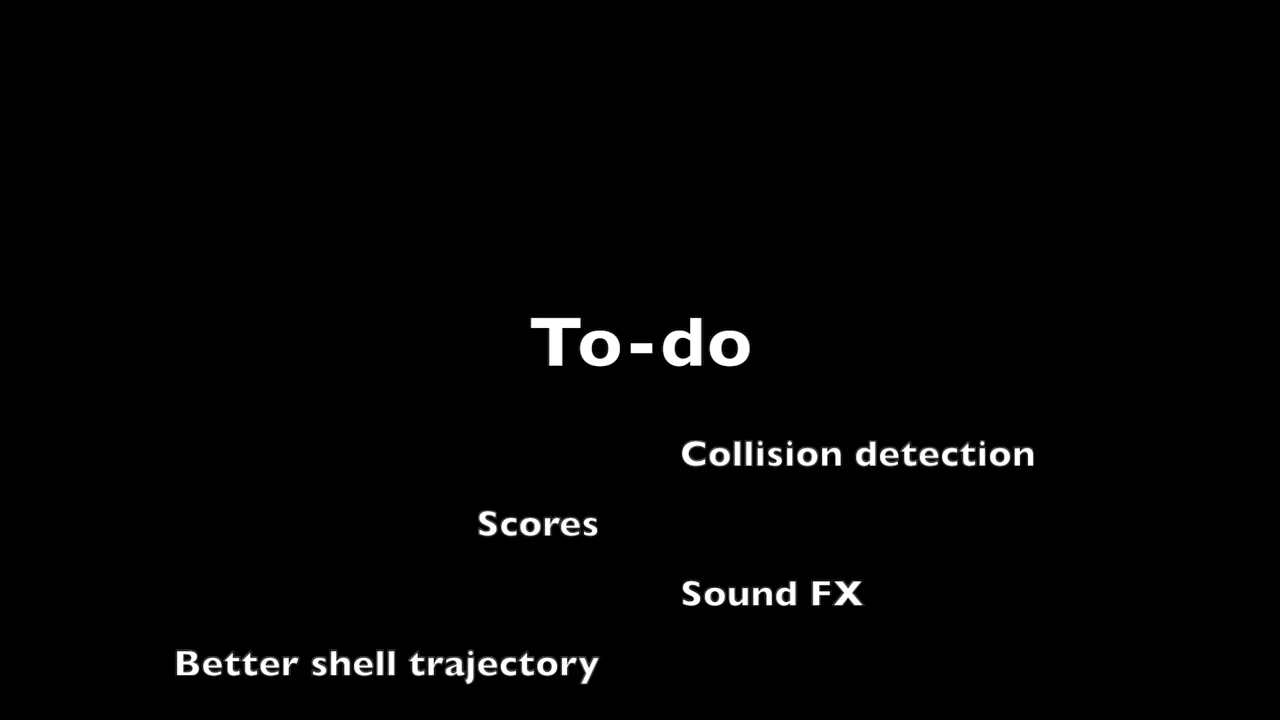 To-do
Collision detection
Scores
Sound FX
Better shell trajectory